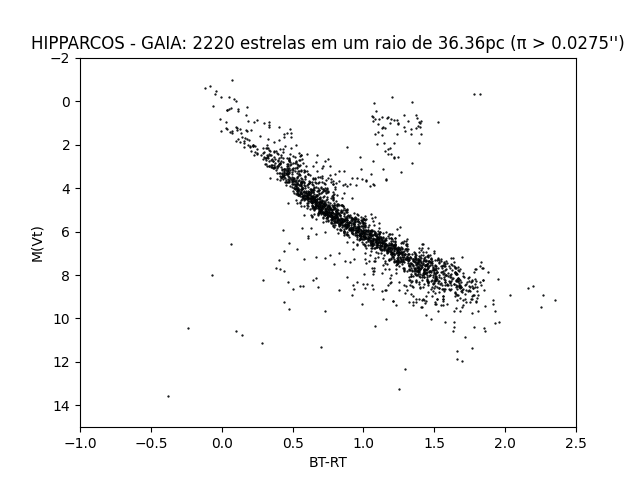 HIPPARCOS - GAIA: 2220 estrelas em um raio de 36.36pc (π > 0.0275'')
−2
0
2
4
6
8
10
12
14
M(Vt)
−1.0 −0.5 0.0 0.5 1.0 1.5 2.0 2.5
BT-RT